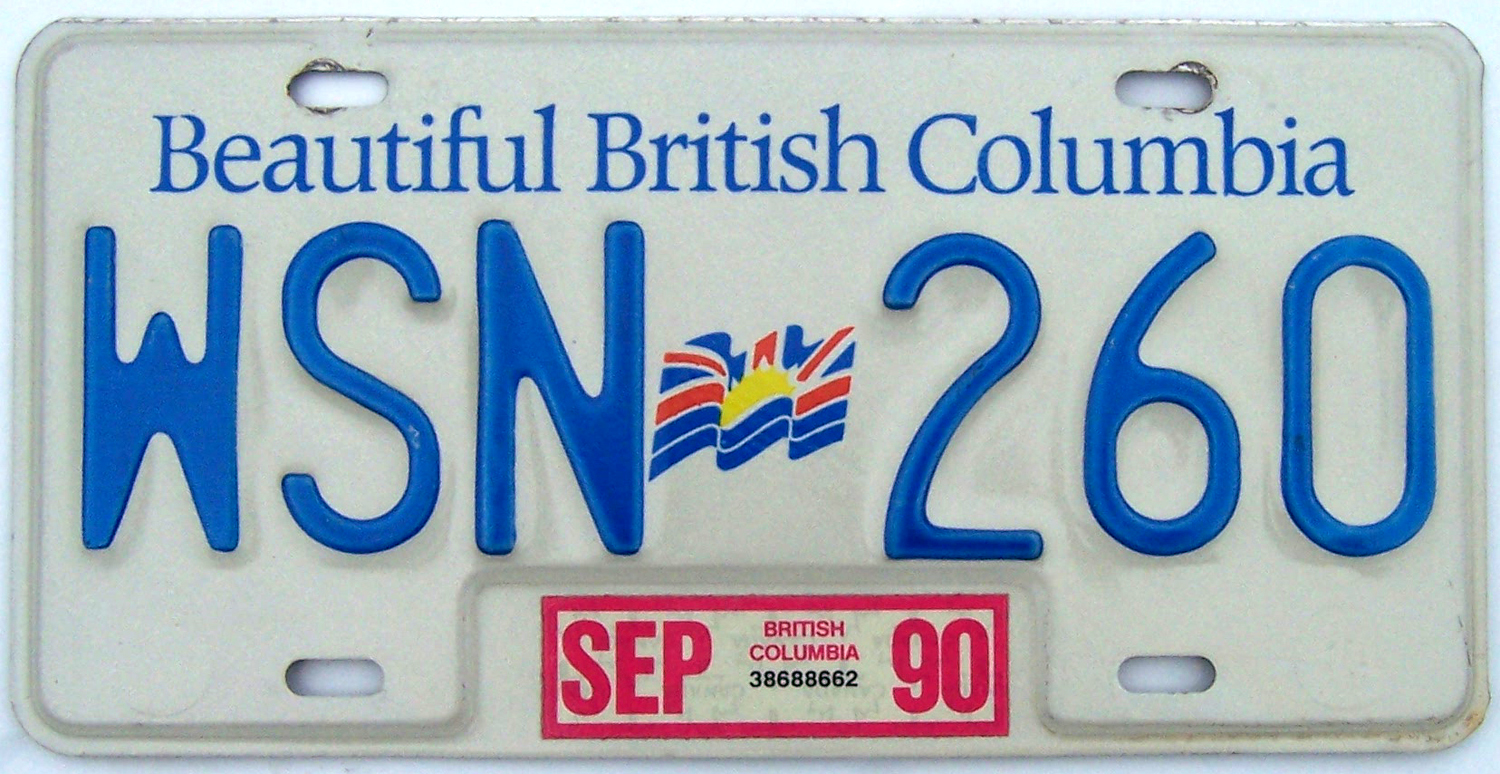 Beautiful British Columbia
WSN 260
SEP BRITISH COLUMBIA 90
38688662